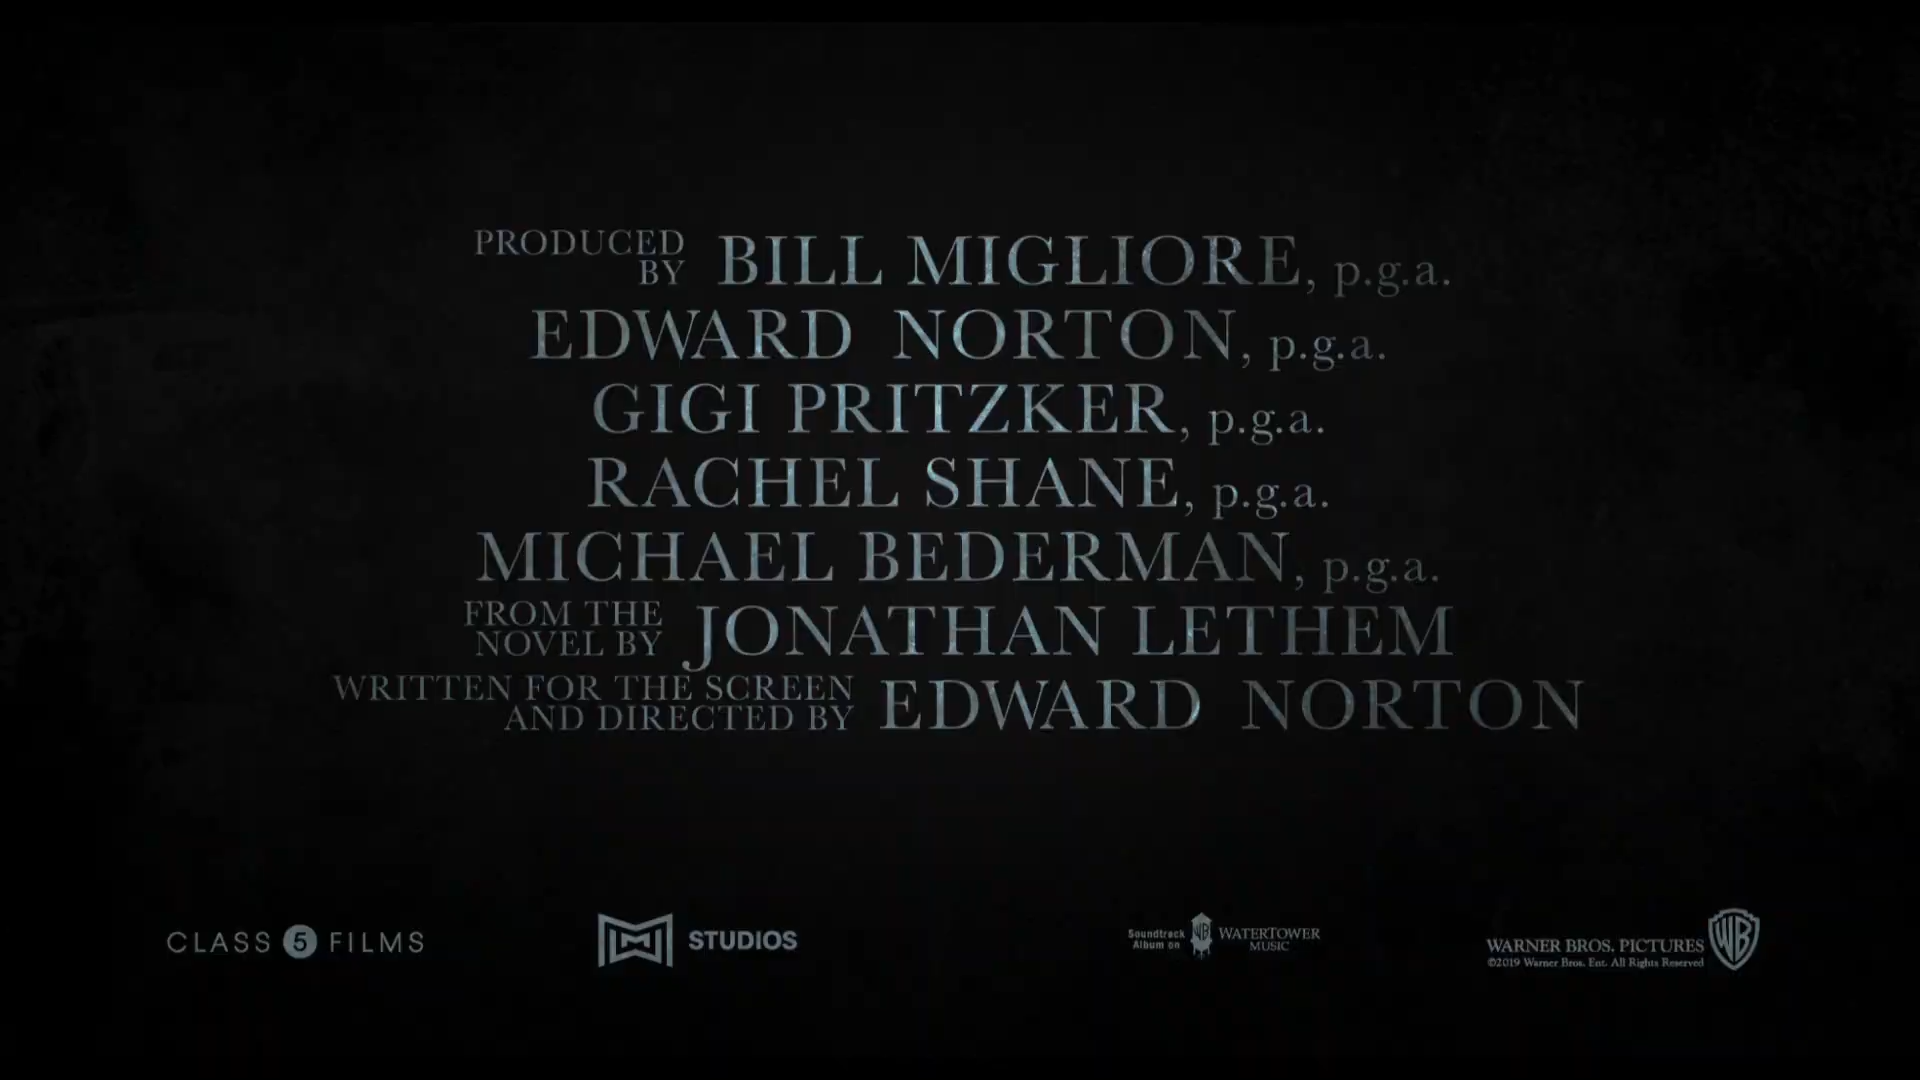 PRODUCED BY BILL MIGLIORE, p.g.a.
EDWARD NORTON, p.g.a.
GIGI PRITZKER, p.g.a.
RACHEL SHANE, p.g.a.
MICHAEL BEDERMAN, p.g.a.
FROM THE NOVEL BY JONATHAN LETHEM
WRITTEN FOR THE SCREEN AND DIRECTED BY EDWARD NORTON
CLASS 5 FILMS
MWM STUDIOS
Soundtrack Album on WATERTOWER MUSIC
WARNER BROS. PICTURES WB
©2019 Warner Bros. Ent. All Rights Reserved